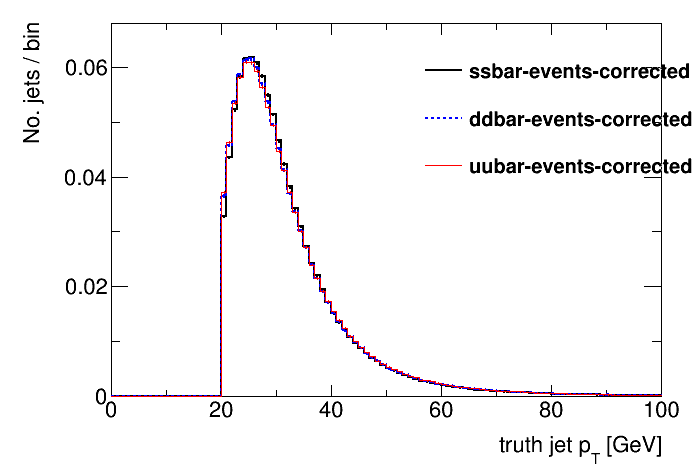 No. jets / bin
0.06
0.04
0.02
0
ssbar-events-corrected
ddbar-events-corrected
uubar-events-corrected
0 20 40 60 80 100
truth jet p_T [GeV]